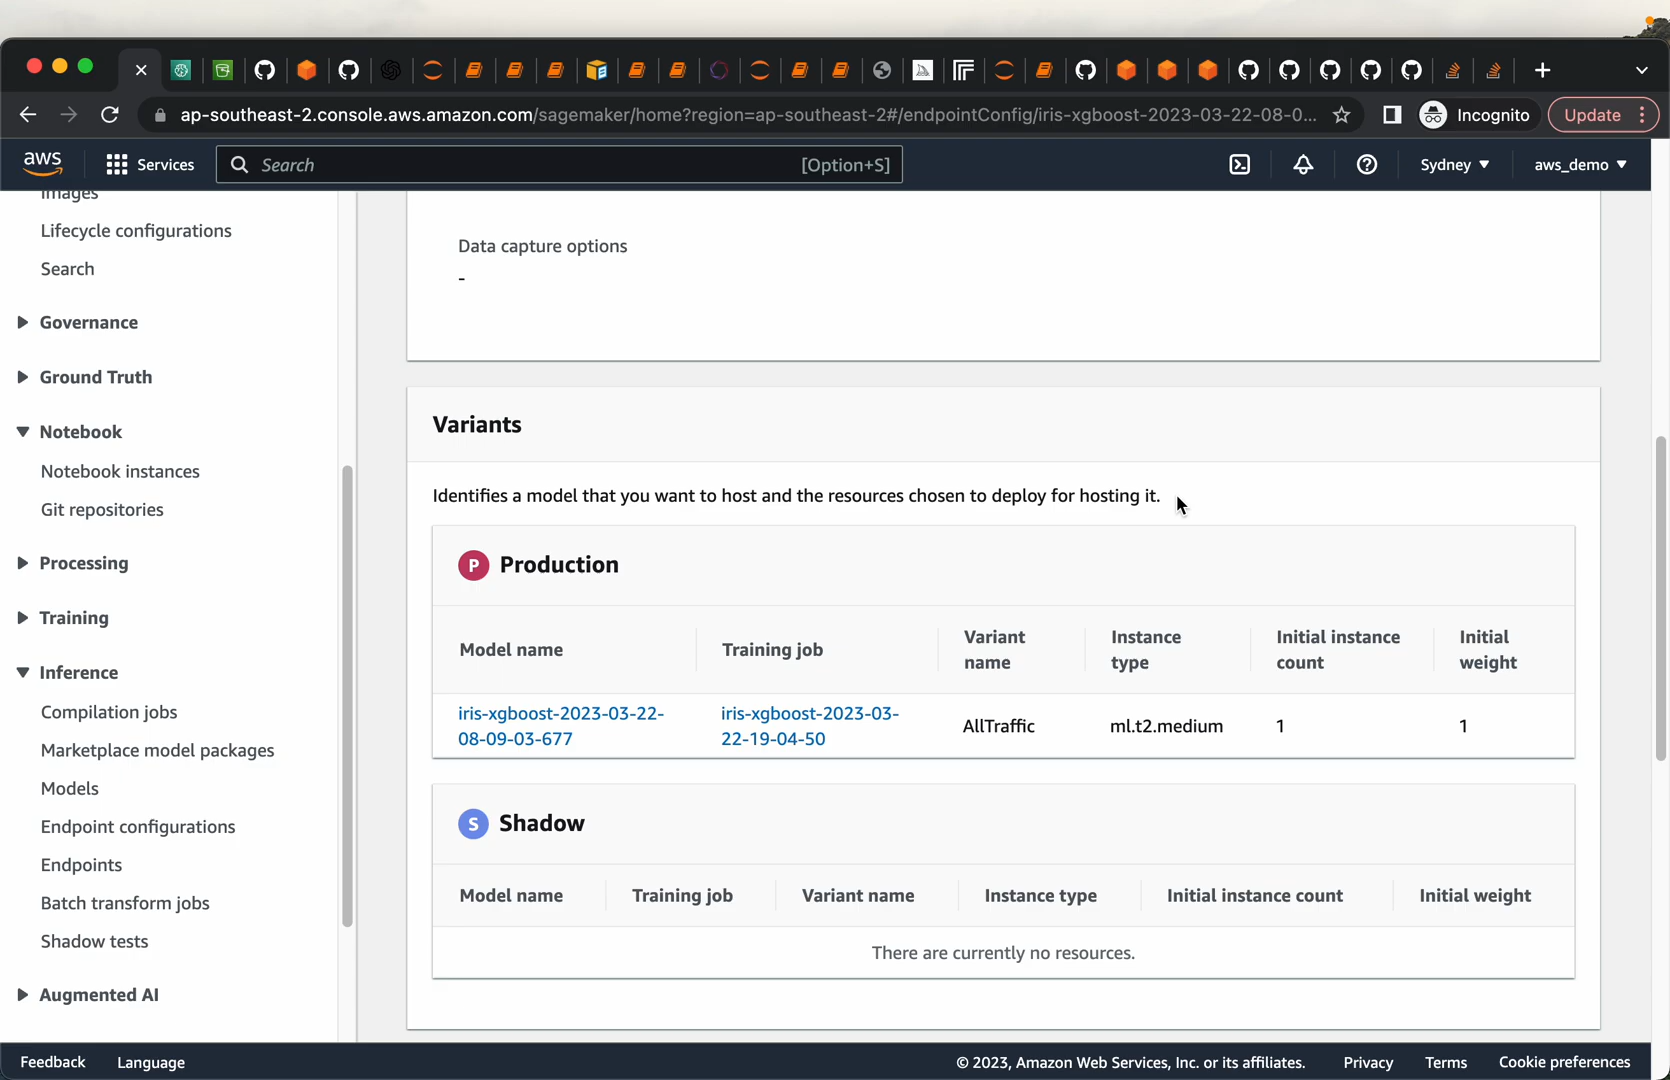 ap-southeast-2.console.aws.amazon.com/sagemaker/home?region=ap-southeast-2#/endpointConfig/iris-xgboost-2023-03-22-08-0...
Incognito
Update
aws
Services
Search
[Option+S]
Sydney
aws_demo
Images
Lifecycle configurations
Search
Governance
Ground Truth
Notebook
Notebook instances
Git repositories
Processing
Training
Inference
Compilation jobs
Marketplace model packages
Models
Endpoint configurations
Endpoints
Batch transform jobs
Shadow tests
Augmented AI
Data capture options
-
Variants
Identifies a model that you want to host and the resources chosen to deploy for hosting it.
P Production
Model name
Training job
Variant
name
Instance
type
Initial instance
count
Initial
weight
iris-xgboost-2023-03-22-
08-09-03-677
iris-xgboost-2023-03-
22-19-04-50
AllTraffic
ml.t2.medium
1
1
S Shadow
Model name
Training job
Variant name
Instance type
Initial instance count
Initial weight
There are currently no resources.
Feedback
Language
© 2023, Amazon Web Services, Inc. or its affiliates.
Privacy
Terms
Cookie preferences